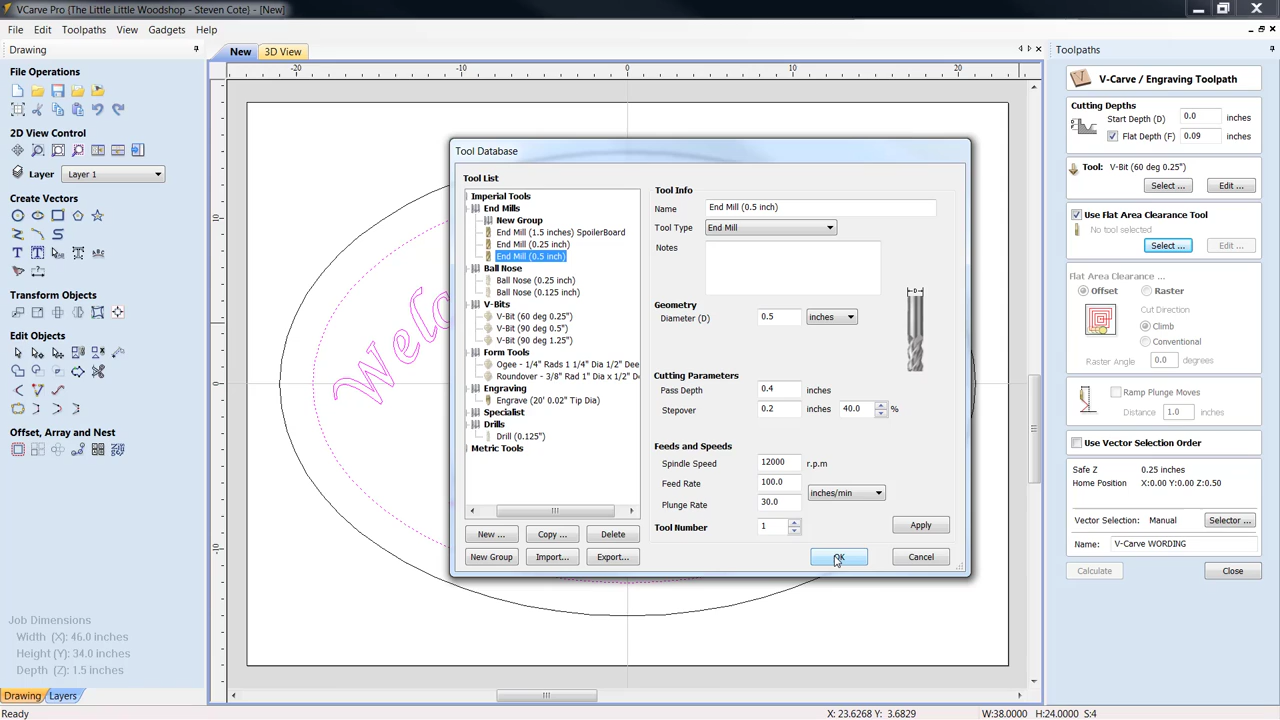 VCarve Pro (The Little Little Woodshop - Steven Cote) - [New]
File Edit Toolpaths View Gadgets Help
Drawing
File Operations
2D View Control
Layer Layer 1
Create Vectors
Transform Objects
Edit Objects
Offset, Array and Nest
Job Dimensions
Width (X): 46.0 inches
Height (Y): 34.0 inches
Depth (Z): 1.5 inches
Drawing Layers
Ready
New 3D View
-20 -10 0 10 20
10
0
-10
Tool Database
Tool List
Imperial Tools
End Mills
New Group
End Mill (1.5 inches) SpoilerBoard
End Mill (0.25 inch)
End Mill (0.5 inch)
Ball Nose
Ball Nose (0.25 inch)
Ball Nose (0.125 inch)
V-Bits
V-Bit (60 deg 0.25")
V-Bit (90 deg 0.5")
V-Bit (90 deg 1.25")
Form Tools
Ogee - 1/4" Rads 1 1/4" Dia 1/2" Dee
Roundover - 3/8" Rad 1" Dia x 1/2" De
Engraving
Engrave (20' 0.02" Tip Dia)
Specialist
Drills
Drill (0.125")
Metric Tools
New ... Copy ... Delete
New Group Import... Export...
Tool Info
Name End Mill (0.5 inch)
Tool Type End Mill
Notes
Geometry
Diameter (D) 0.5 inches
D
Cutting Parameters
Pass Depth 0.4 inches
Stepover 0.2 inches 40.0 %
Feeds and Speeds
Spindle Speed 12000 r.p.m
Feed Rate 100.0
inches/min
Plunge Rate 30.0
Tool Number 1 Apply
OK Cancel
Welc
Toolpaths
V-Carve / Engraving Toolpath
Cutting Depths
Start Depth (D) 0.0 inches
Flat Depth (F) 0.09 inches
Tool: V-Bit (60 deg 0.25")
Select ... Edit ...
Use Flat Area Clearance Tool
No tool selected
Select ... Edit ...
Flat Area Clearance ...
Offset Raster
Cut Direction
Climb
Conventional
Raster Angle 0.0 degrees
Ramp Plunge Moves
Distance 1.0 inches
Use Vector Selection Order
Safe Z 0.25 inches
Home Position X:0.00 Y:0.00 Z:0.50
Vector Selection: Manual Selector ...
Name: V-Carve WORDING
Calculate Close
X: 23.6268 Y: 3.6829 W:38.0000 H:24.0000 S:4